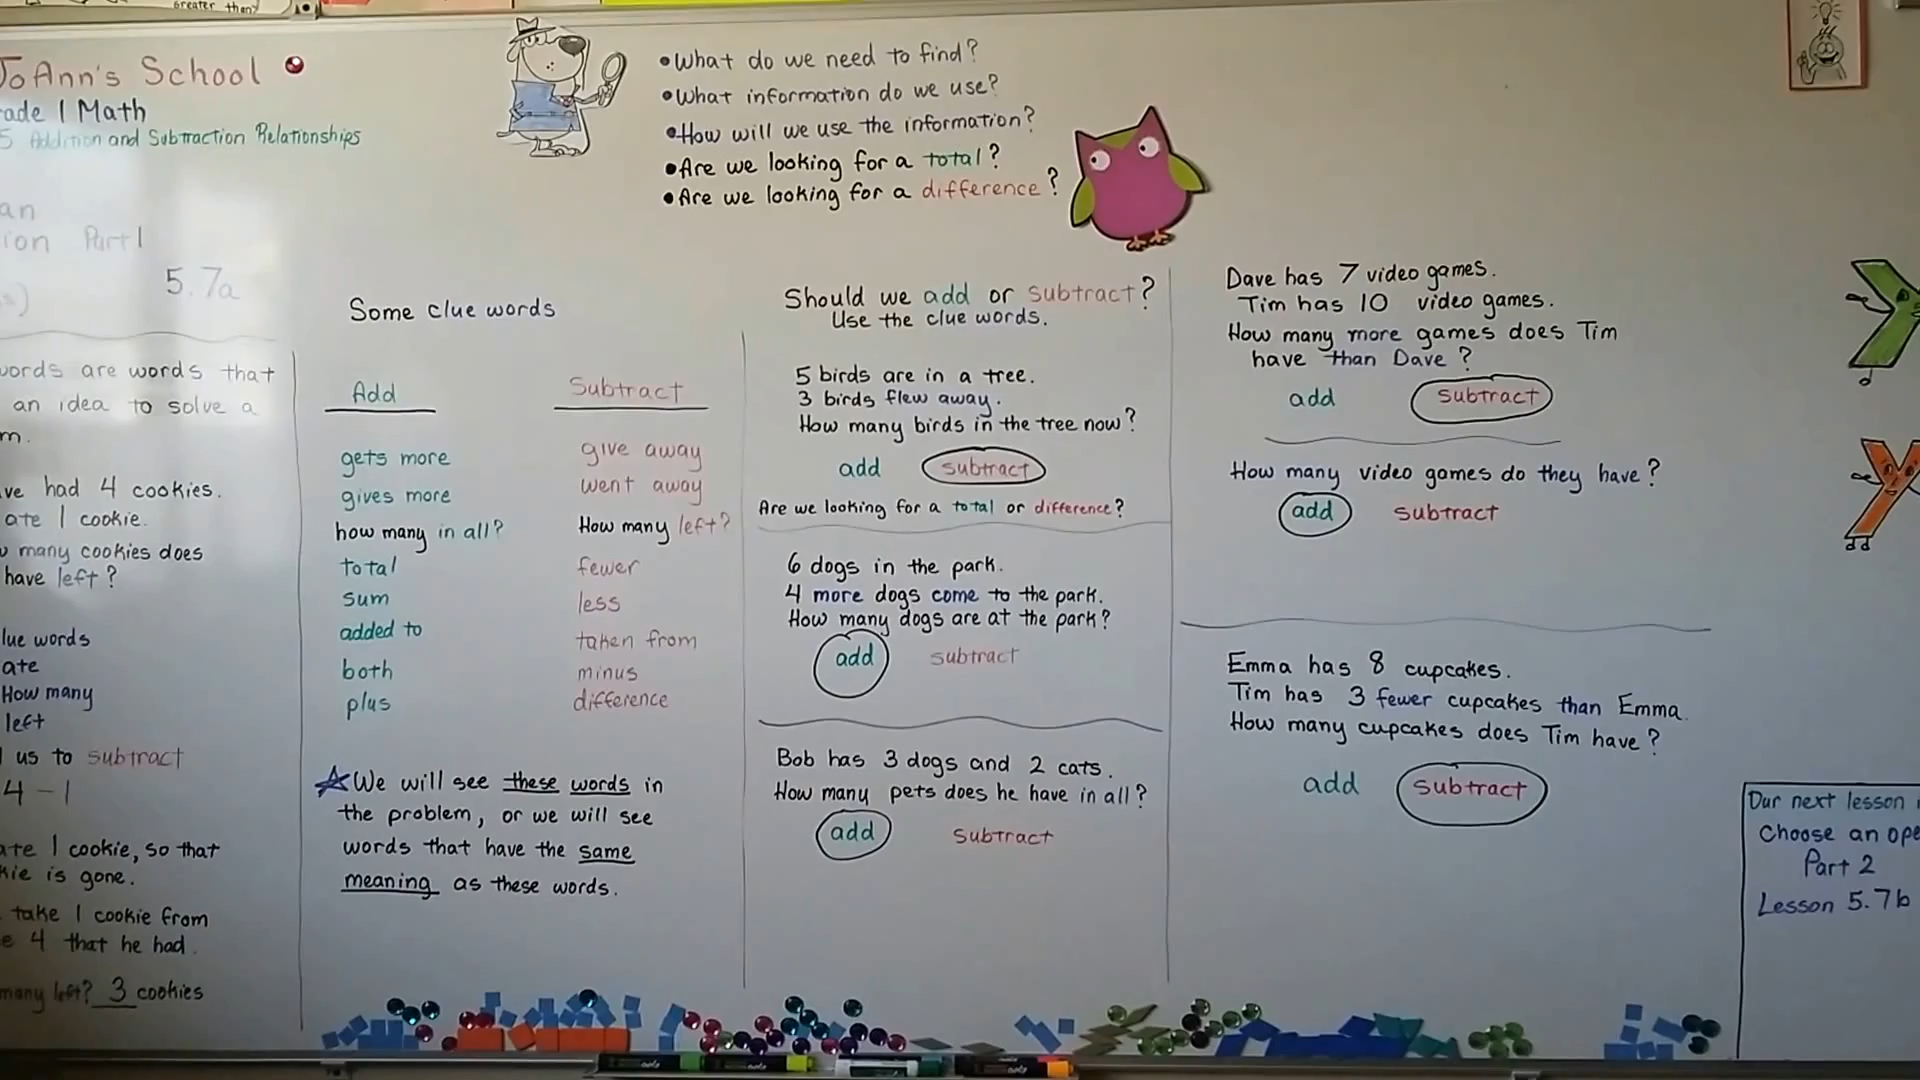 greater than
JoAnn's School
ade 1 Math
5 Addition and Subtraction Relationships
an
ion Part 1
5.7a
s)
words are words that
an idea to solve a
m.
ve had 4 cookies.
ate 1 cookie.
many cookies does
have left?
lue words
ate
How many
left
us to subtract
4 - 1
ate 1 cookie, so that
kie is gone.
take 1 cookie from
e 4 that he had.
many left? 3 cookies
Some clue words
Add
gets more
gives more
how many in all?
total
sum
added to
both
plus
Subtract
give away
went away
How many left?
fewer
less
taken from
minus
difference
We will see these words in
the problem, or we will see
words that have the same
meaning as these words.
•What do we need to find?
•What information do we use?
•How will we use the information?
•Are we looking for a total?
•Are we looking for a difference?
Should we add or subtract?
Use the clue words.
5 birds are in a tree.
3 birds flew away.
How many birds in the tree now?
add subtract
Are we looking for a total or difference?
6 dogs in the park.
4 more dogs come to the park.
How many dogs are at the park?
add subtract
Bob has 3 dogs and 2 cats.
How many pets does he have in all?
add subtract
Dave has 7 video games.
Tim has 10 video games.
How many more games does Tim
have than Dave?
add subtract
How many video games do they have?
add subtract
Emma has 8 cupcakes.
Tim has 3 fewer cupcakes than Emma.
How many cupcakes does Tim have?
add subtract
Our next lesson i
Choose an ope
Part 2
Lesson 5.7b